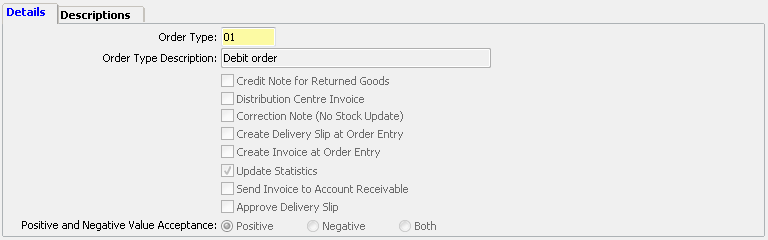 Details Descriptions
Order Type: 01
Order Type Description: Debit order
Credit Note for Returned Goods
Distribution Centre Invoice
Correction Note (No Stock Update)
Create Delivery Slip at Order Entry
Create Invoice at Order Entry
Update Statistics
Send Invoice to Account Receivable
Approve Delivery Slip
Positive and Negative Value Acceptance: Positive Negative Both